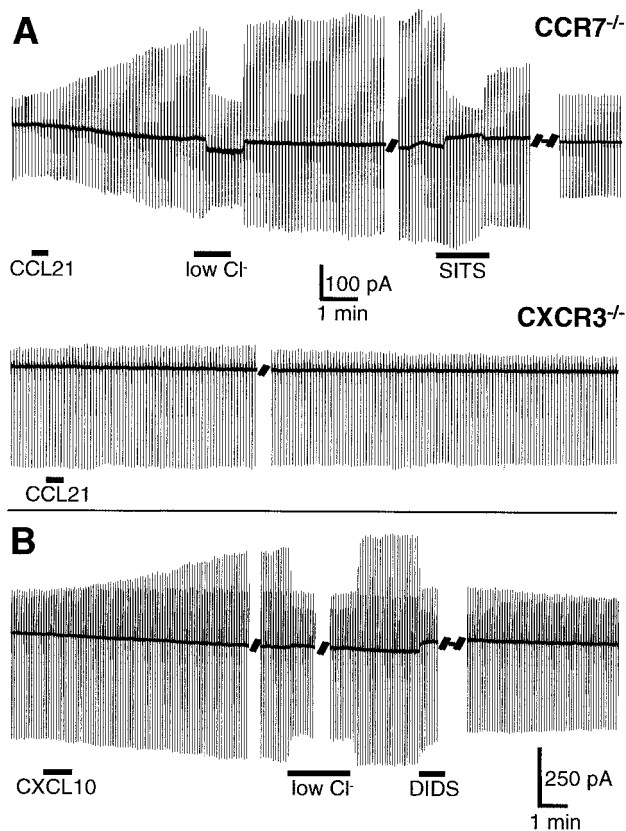 A
CCR7-/-
CCL21
low Cl-
100 pA
1 min
SITS
CXCR3-/-
CCL21
B
CXCL10
low Cl-
DIDS
250 pA
1 min